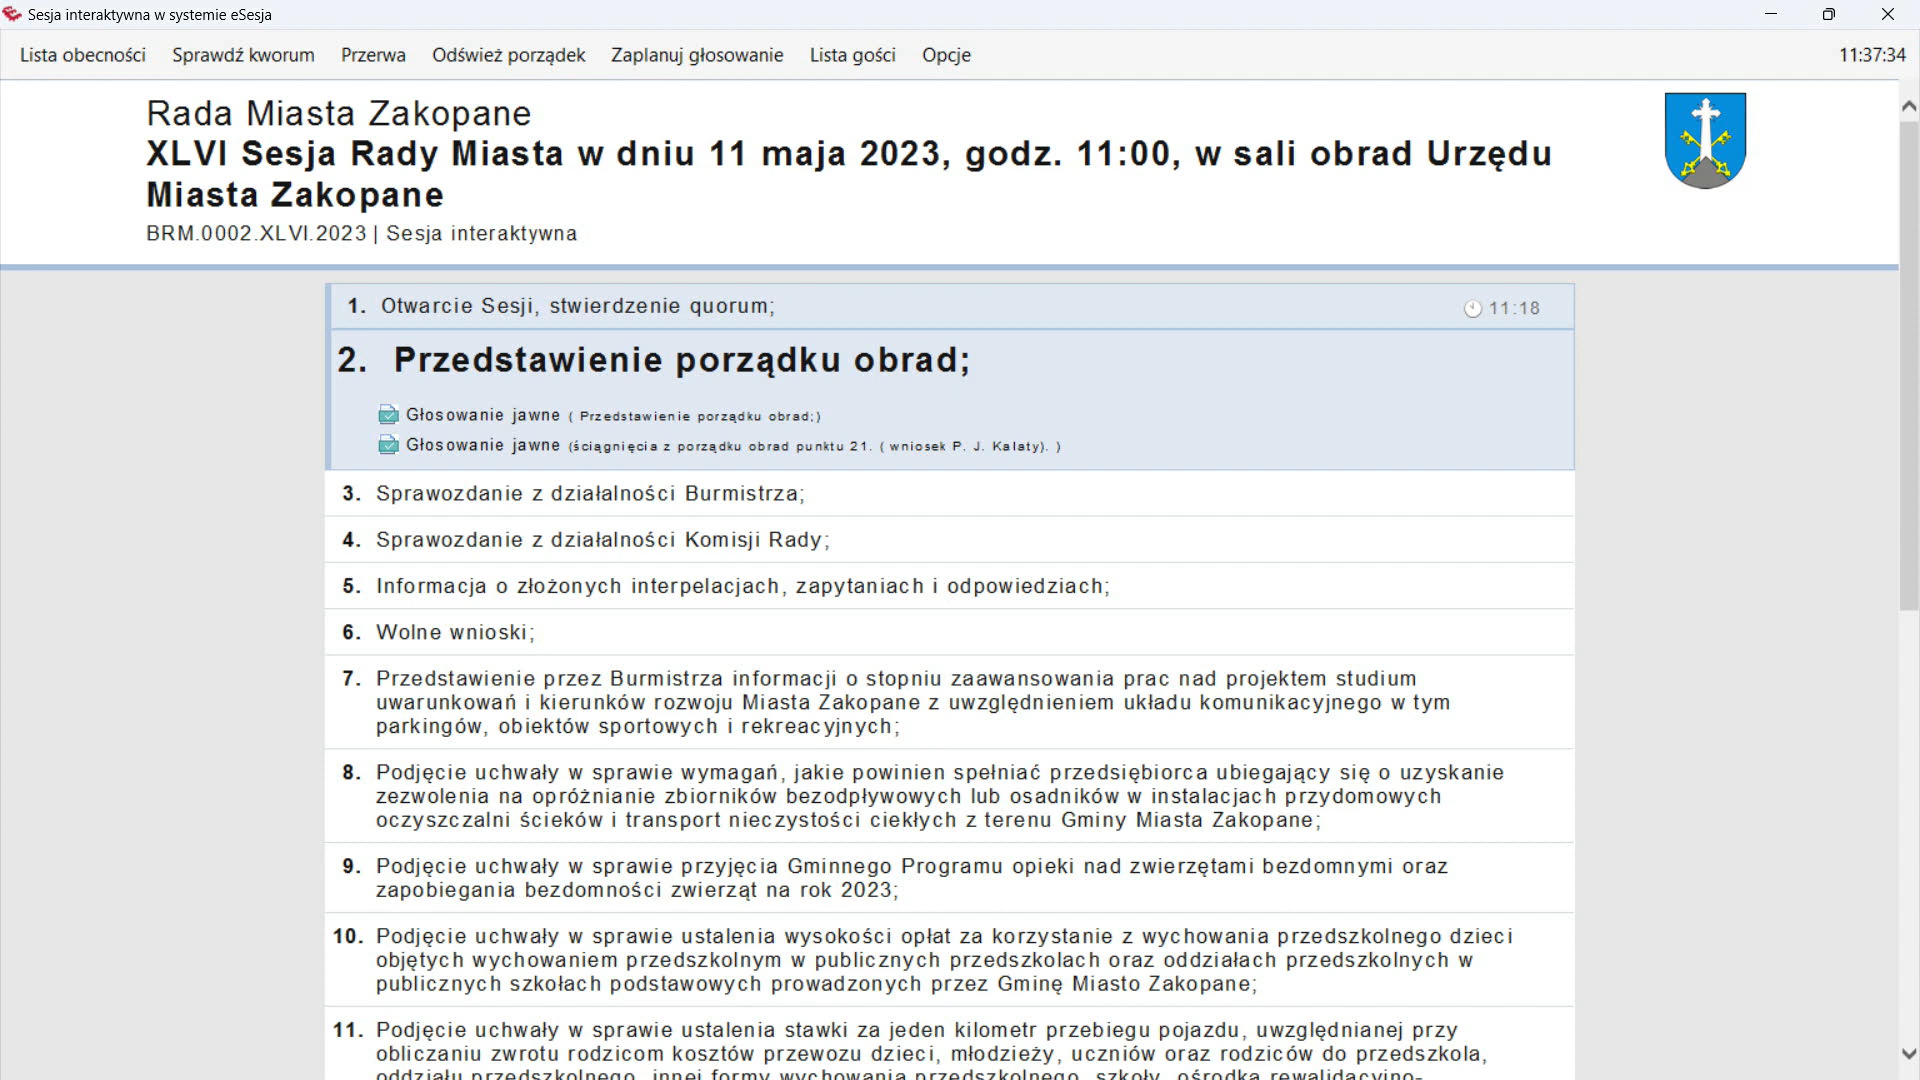 Sesja interaktywna w systemie eSesja
Lista obecności Sprawdź kworum Przerwa Odśwież porządek Zaplanuj głosowanie Lista gości Opcje 11:37:34
Rada Miasta Zakopane
XLVI Sesja Rady Miasta w dniu 11 maja 2023, godz. 11:00, w sali obrad Urzędu
Miasta Zakopane
BRM.0002.XLVI.2023 | Sesja interaktywna
1. Otwarcie Sesji, stwierdzenie quorum; 11:18
2. Przedstawienie porządku obrad;
Głosowanie jawne ( Przedstawienie porządku obrad;)
Głosowanie jawne (ściągnięcia z porządku obrad punktu 21. ( wniosek P. J. Kalaty). )
3. Sprawozdanie z działalności Burmistrza;
4. Sprawozdanie z działalności Komisji Rady;
5. Informacja o złożonych interpelacjach, zapytaniach i odpowiedziach;
6. Wolne wnioski;
7. Przedstawienie przez Burmistrza informacji o stopniu zaawansowania prac nad projektem studium
uwarunkowań i kierunków rozwoju Miasta Zakopane z uwzględnieniem układu komunikacyjnego w tym
parkingów, obiektów sportowych i rekreacyjnych;
8. Podjęcie uchwały w sprawie wymagań, jakie powinien spełniać przedsiębiorca ubiegający się o uzyskanie
zezwolenia na opróżnianie zbiorników bezodpływowych lub osadników w instalacjach przydomowych
oczyszczalni ścieków i transport nieczystości ciekłych z terenu Gminy Miasta Zakopane;
9. Podjęcie uchwały w sprawie przyjęcia Gminnego Programu opieki nad zwierzętami bezdomnymi oraz
zapobiegania bezdomności zwierząt na rok 2023;
10. Podjęcie uchwały w sprawie ustalenia wysokości opłat za korzystanie z wychowania przedszkolnego dzieci
objętych wychowaniem przedszkolnym w publicznych przedszkolach oraz oddziałach przedszkolnych w
publicznych szkołach podstawowych prowadzonych przez Gminę Miasto Zakopane;
11. Podjęcie uchwały w sprawie ustalenia stawki za jeden kilometr przebiegu pojazdu, uwzględnianej przy
obliczaniu zwrotu rodzicom kosztów przewozu dzieci, młodzieży, uczniów oraz rodziców do przedszkola,
oddziału przedszkolnego, innej formy wychowania przedszkolnego, szkoły, ośrodka rewalidacyjno-